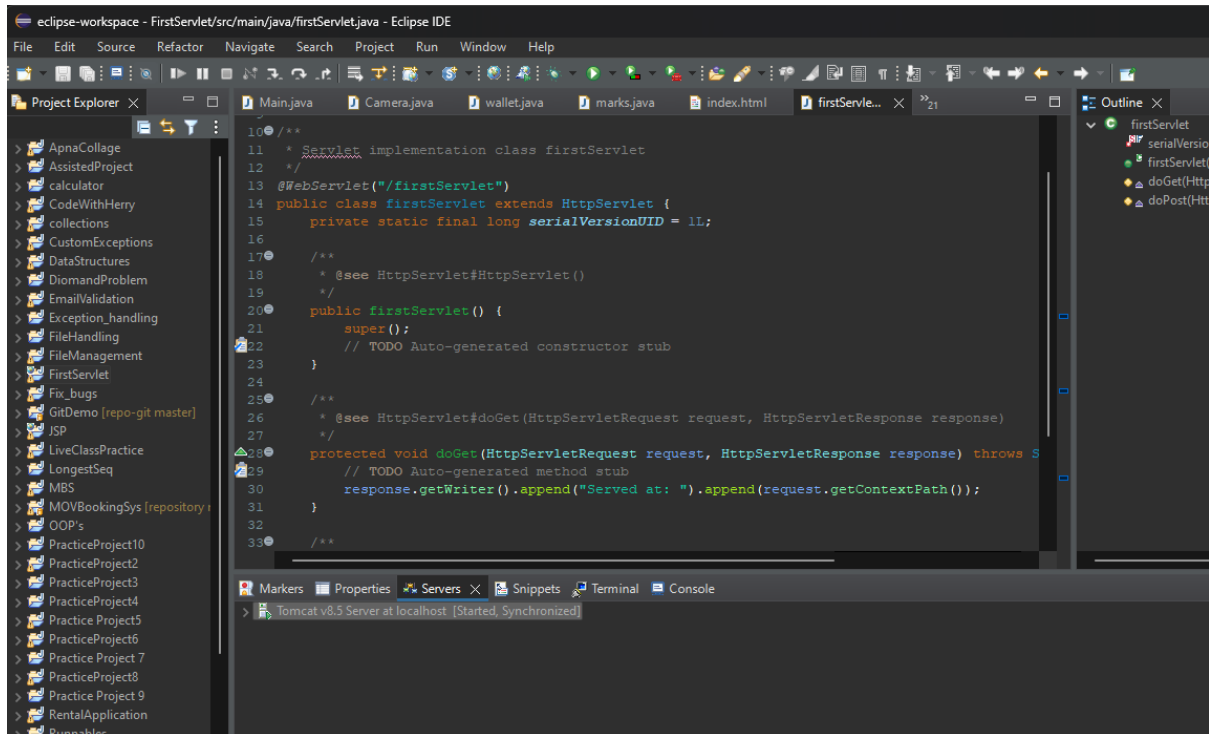 eclipse-workspace - FirstServlet/src/main/java/firstServlet.java - Eclipse IDE
File Edit Source Refactor Navigate Search Project Run Window Help
Project Explorer
ApnaCollage
AssistedProject
calculator
CodeWithHerry
collections
CustomExceptions
DataStructures
DiomandProblem
EmailValidation
Exception_handling
FileHandling
FileManagement
FirstServlet
Fix_bugs
GitDemo [repo-git master]
JSP
LiveClassPractice
LongestSeq
MBS
MOVBookingSys [repository r
OOP's
PracticeProject10
PracticeProject2
PracticeProject3
PracticeProject4
Practice Project5
PracticeProject6
Practice Project 7
PracticeProject8
Practice Project 9
RentalApplication
Runnables
Main.java Camera.java wallet.java marks.java index.html firstServle... »21
10 /**
11 * Servlet implementation class firstServlet
12 */
13 @WebServlet("/firstServlet")
14 public class firstServlet extends HttpServlet {
15 private static final long serialVersionUID = 1L;
16
17 /**
18 * @see HttpServlet#HttpServlet()
19 */
20 public firstServlet() {
21 super();
22 // TODO Auto-generated constructor stub
23 }
24
25 /**
26 * @see HttpServlet#doGet(HttpServletRequest request, HttpServletResponse response)
27 */
28 protected void doGet(HttpServletRequest request, HttpServletResponse response) throws S
29 // TODO Auto-generated method stub
30 response.getWriter().append("Served at: ").append(request.getContextPath());
31 }
32
33 /**
Outline
firstServlet
serialVersio
firstServlet(
doGet(Http
doPost(Htt
Markers Properties Servers Snippets Terminal Console
Tomcat v8.5 Server at localhost [Started, Synchronized]